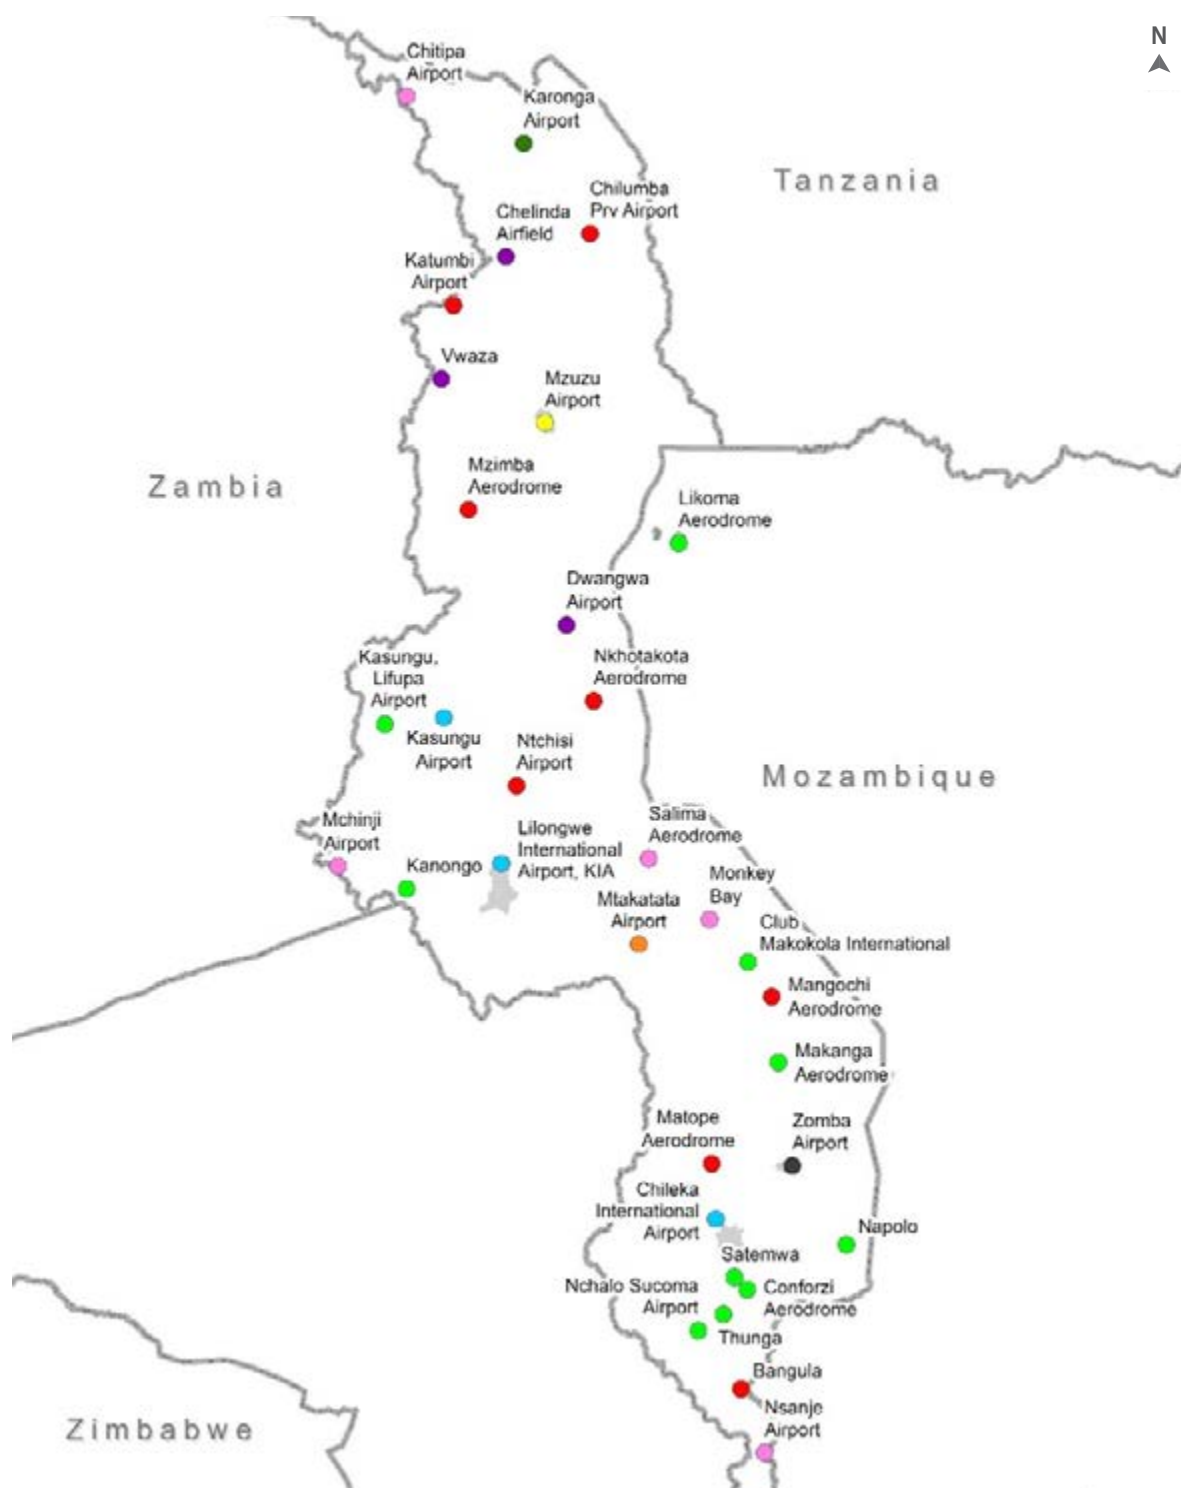 N
Chitipa
Airport
Karonga
Airport
Tanzania
Chilumba
Prv Airport
Chelinda
Airfield
Katumbi
Airport
Vwaza
Mzuzu
Airport
Zambia
Mzimba
Aerodrome
Likoma
Aerodrome
Dwangwa
Airport
Kasungu,
Lifupa
Airport
Nkhotakota
Aerodrome
Kasungu
Airport
Ntchisi
Airport
Mozambique
Mchinji
Airport
Lilongwe
International
Airport, KIA
Salima
Aerodrome
Kanongo
Monkey
Bay
Mtakatata
Airport
Club
Makokola International
Mangochi
Aerodrome
Makanga
Aerodrome
Matope
Aerodrome
Zomba
Airport
Chileka
International
Airport
Napolo
Satemwa
Nchalo Sucoma
Airport
Conforzi
Aerodrome
Thunga
Bangula
Nsanje
Airport
Zimbabwe